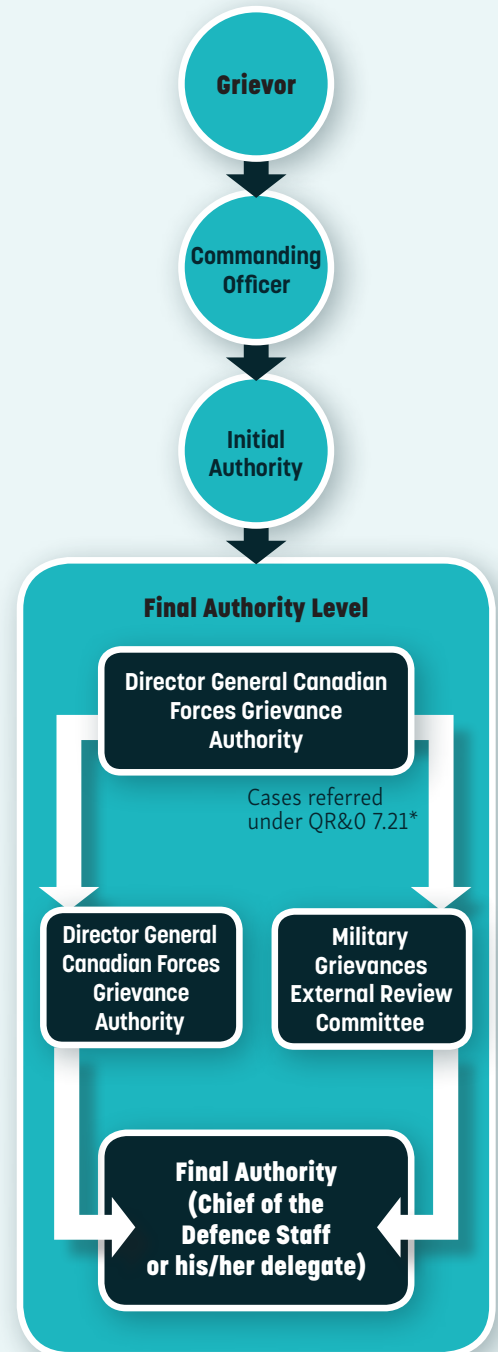 Grievor
Commanding
Officer
Initial
Authority
Final Authority Level
Director General Canadian
Forces Grievance
Authority
Cases referred
under QR&0 7.21*
Director General
Canadian Forces
Grievance
Authority
Military
Grievances
External Review
Committee
Final Authority
(Chief of the
Defence Staff
or his/her delegate)